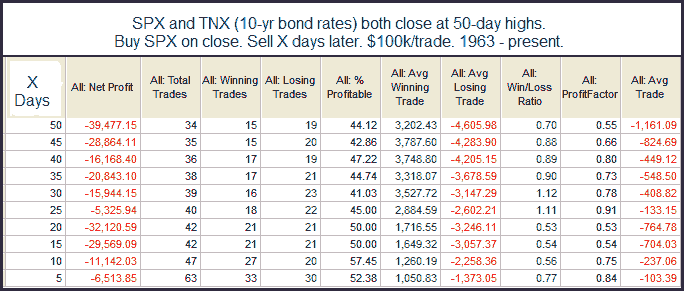 SPX and TNX (10-yr bond rates) both close at 50-day highs.
Buy SPX on close. Sell X days later. $100k/trade. 1963 - present.
X Days All: Net Profit All: Total Trades All: Winning Trades All: Losing Trades All: % Profitable All: Avg Winning Trade All: Avg Losing Trade All: Win/Loss Ratio All: ProfitFactor All: Avg Trade
50 -39,477.15 34 15 19 44.12 3,202.43 -4,605.98 0.70 0.55 -1,161.09
45 -28,864.11 35 15 20 42.86 3,787.60 -4,283.90 0.88 0.66 -824.69
40 -16,168.40 36 17 19 47.22 3,748.80 -4,205.15 0.89 0.80 -449.12
35 -20,843.10 38 17 21 44.74 3,318.07 -3,678.59 0.90 0.73 -548.50
30 -15,944.15 39 16 23 41.03 3,527.72 -3,147.29 1.12 0.78 -408.82
25 -5,325.94 40 18 22 45.00 2,884.59 -2,602.21 1.11 0.91 -133.15
20 -32,120.59 42 21 21 50.00 1,716.55 -3,246.11 0.53 0.53 -764.78
15 -29,569.09 42 21 21 50.00 1,649.32 -3,057.37 0.54 0.54 -704.03
10 -11,142.03 47 27 20 57.45 1,260.19 -2,258.36 0.56 0.75 -237.06
5 -6,513.85 63 33 30 52.38 1,050.83 -1,373.05 0.77 0.84 -103.39